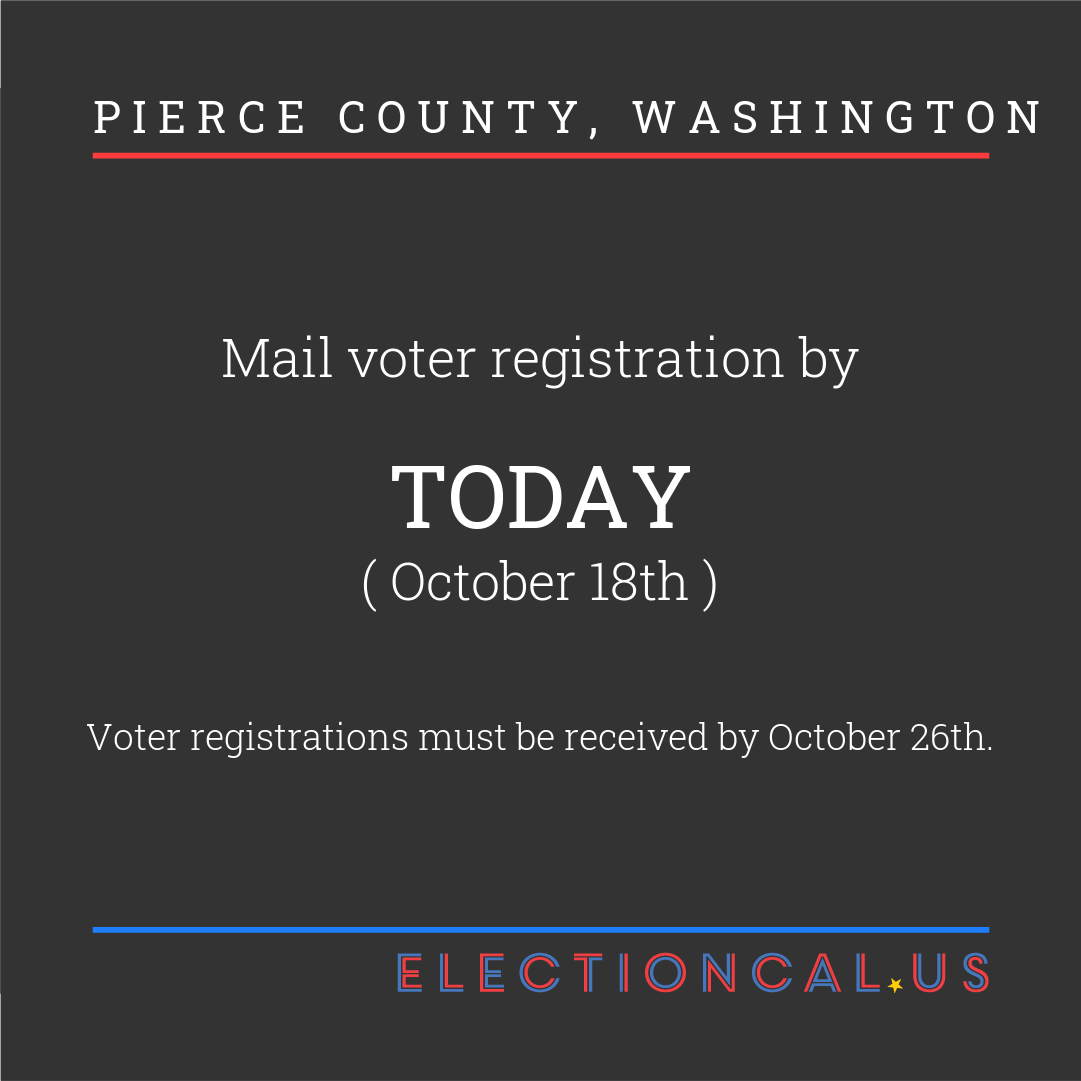 PIERCE COUNTY, WASHINGTON
Mail voter registration by
TODAY
( October 18th )
Voter registrations must be received by October 26th.
ELECTIONCAL.US